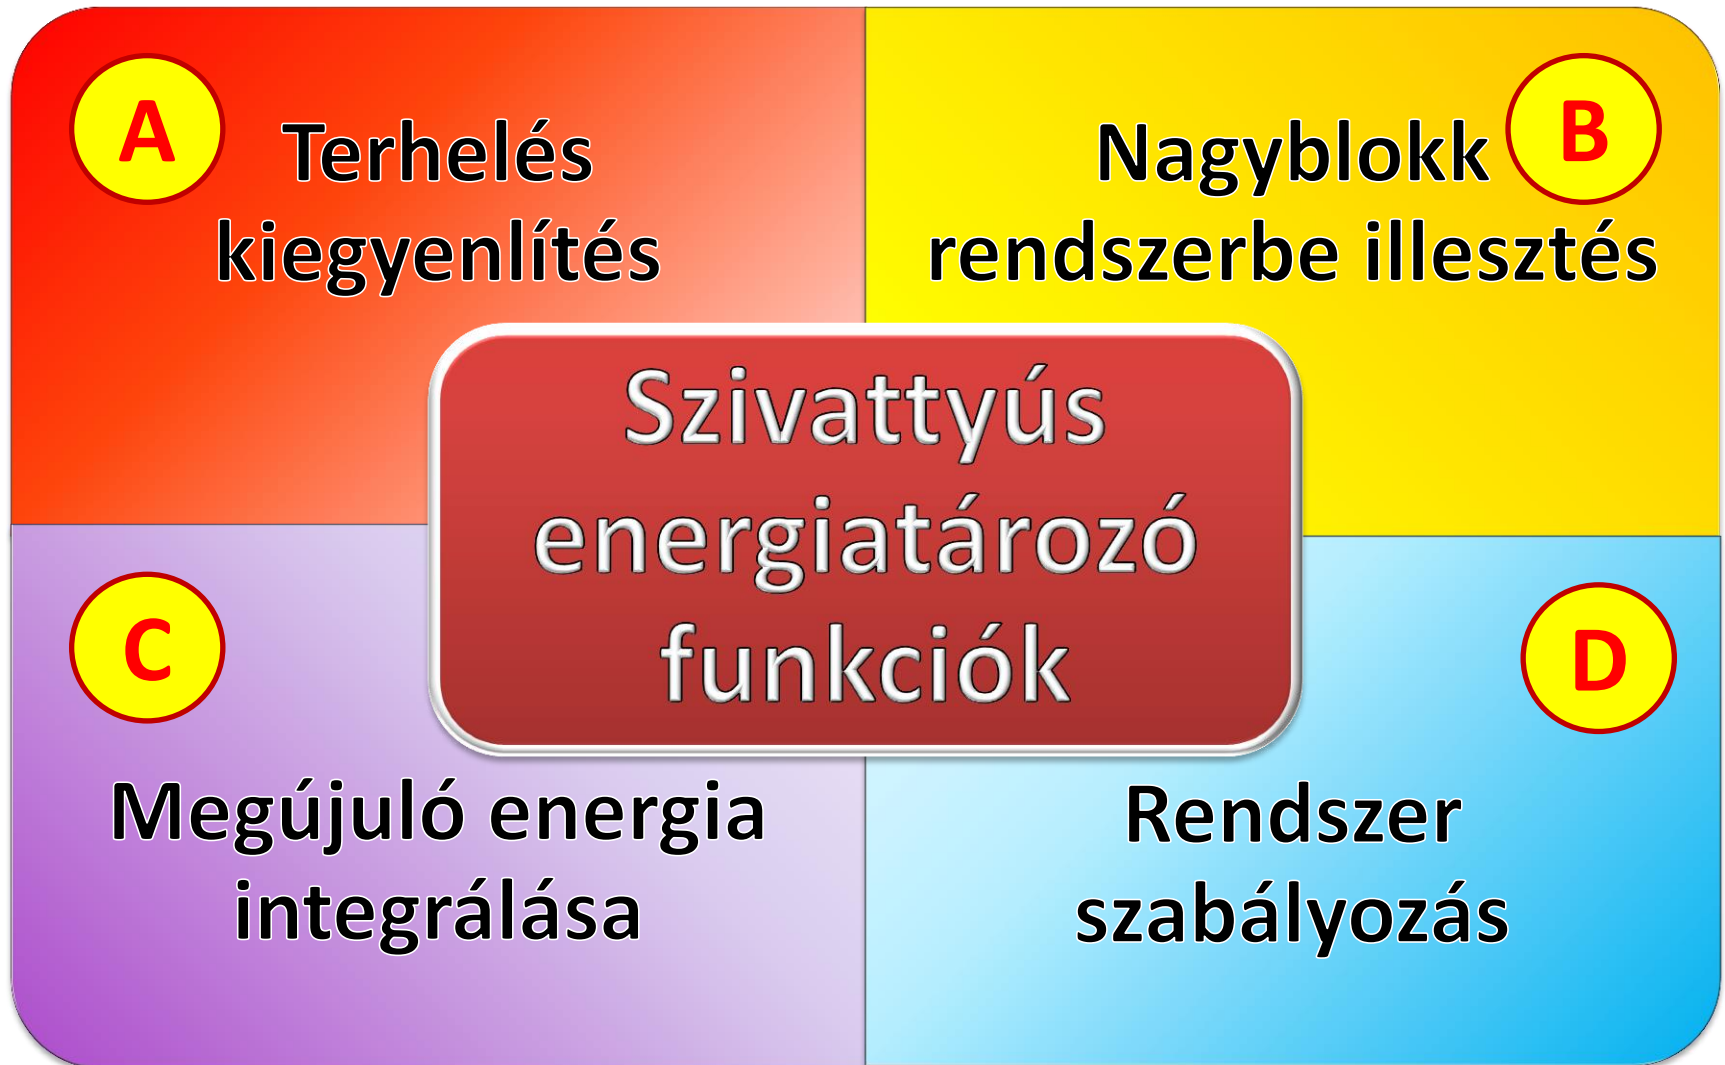 A
Terhelés
kiegyenlítés
B
Nagyblokk
rendszerbe illesztés
Szivattyús
energiatározó
funkciók
C
Megújuló energia
integrálása
D
Rendszer
szabályozás